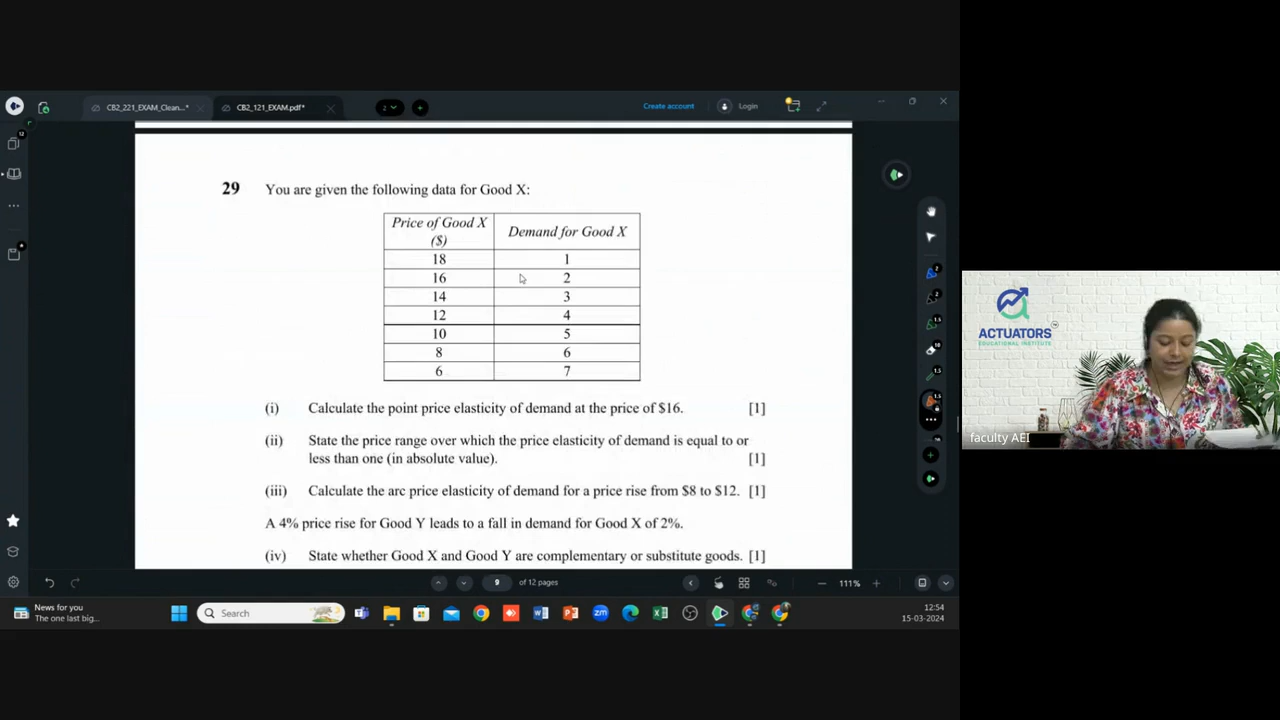 CB2_221_EXAM_Clean...*
CB2_121_EXAM.pdf*
2
Create account
Login
29 You are given the following data for Good X:
Price of Good X ($) Demand for Good X
18 1
16 2
14 3
12 4
10 5
8 6
6 7
(i) Calculate the point price elasticity of demand at the price of $16. [1]
(ii) State the price range over which the price elasticity of demand is equal to or
less than one (in absolute value). [1]
(iii) Calculate the arc price elasticity of demand for a price rise from $8 to $12. [1]
A 4% price rise for Good Y leads to a fall in demand for Good X of 2%.
(iv) State whether Good X and Good Y are complementary or substitute goods. [1]
9 of 12 pages
111%
News for you
The one last big...
Search
12:54
15-03-2024
ACTUATORS
EDUCATIONAL INSTITUTE
faculty AEI